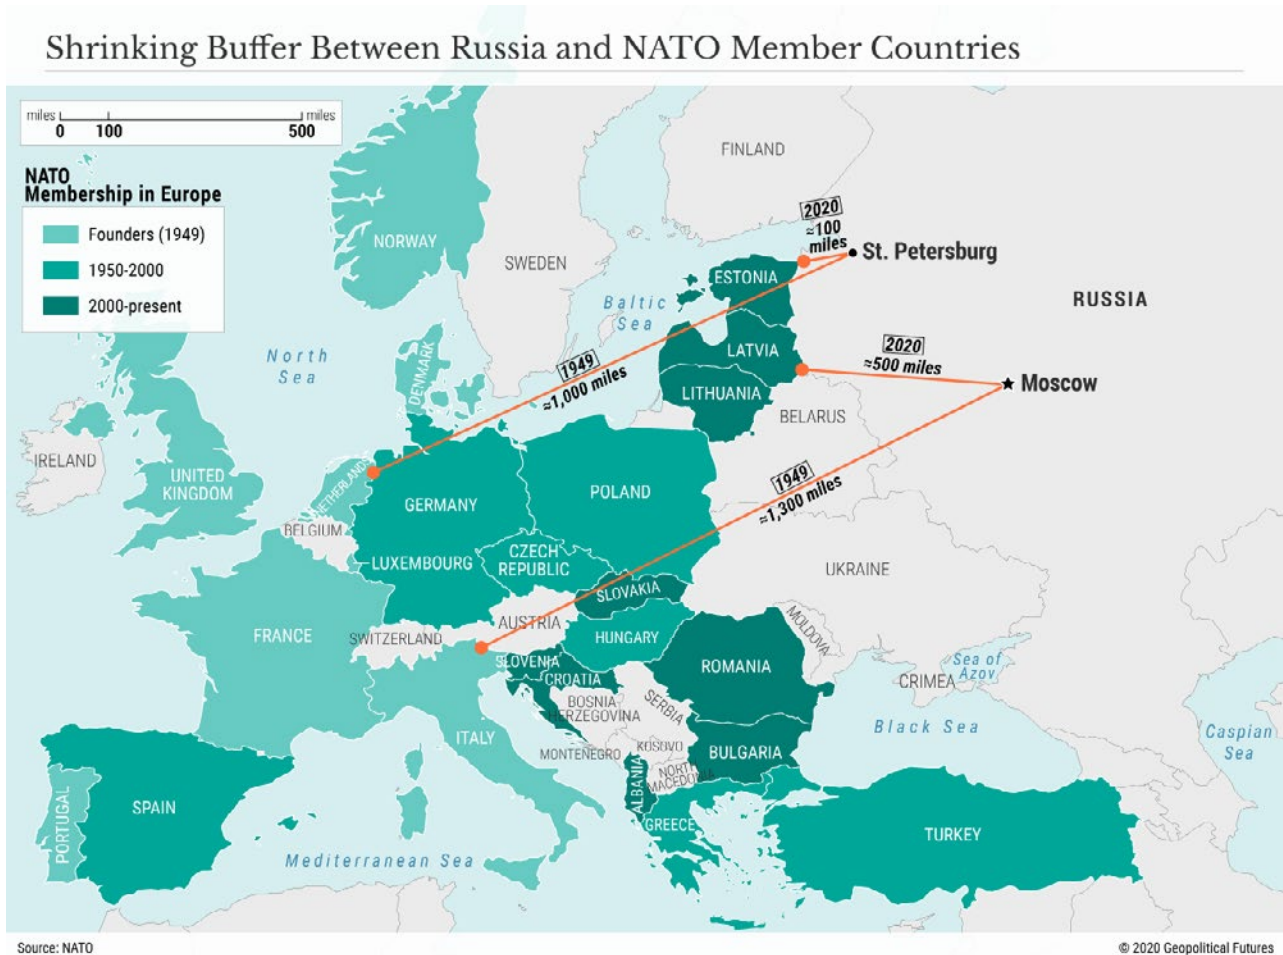 Shrinking Buffer Between Russia and NATO Member Countries
miles
miles
0
100
500
NATO
Membership in Europe
Founders (1949)
1950-2000
2000-present
FINLAND
NORWAY
SWEDEN
2020
≈100
miles
St. Petersburg
ESTONIA
RUSSIA
Baltic
Sea
North
Sea
DENMARK
LATVIA
2020
≈500 miles
Moscow
1949
≈1,000 miles
LITHUANIA
BELARUS
IRELAND
UNITED
KINGDOM
NETHERLANDS
BELGIUM
GERMANY
POLAND
1949
≈1,300 miles
LUXEMBOURG
CZECH
REPUBLIC
UKRAINE
SLOVAKIA
FRANCE
SWITZERLAND
AUSTRIA
HUNGARY
MOLDOVA
SLOVENIA
CROATIA
ROMANIA
Sea of
Azov
CRIMEA
BOSNIA
HERZEGOVINA
SERBIA
Black Sea
Caspian
Sea
ITALY
MONTENEGRO
KOSOVO
BULGARIA
NORTH
MACEDONIA
ALBANIA
PORTUGAL
SPAIN
GREECE
TURKEY
Mediterranean Sea
Source: NATO
© 2020 Geopolitical Futures